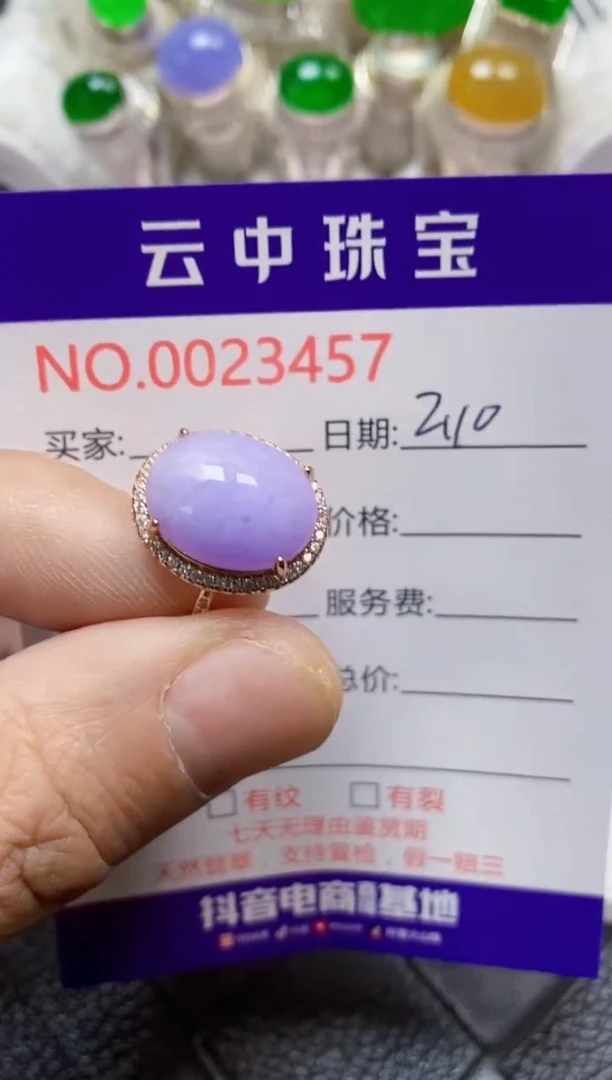 云中珠宝
NO.0023457
买家: 日期: 2.10
价格:
服务费:
总价:
有纹 有裂
七天无理由鉴赏期
天然翡翠，支持复检，假一赔三
抖音电商直播基地